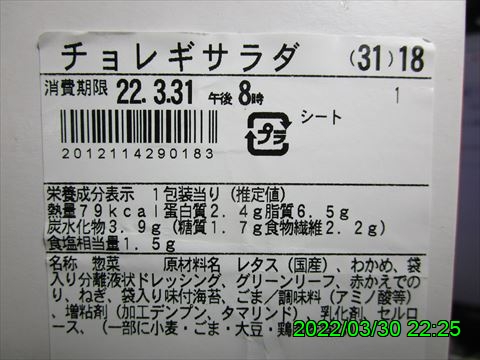 チョレギサラダ (31)18
消費期限 22.3.31 午後 8時 1
プラ シート
2012114290183
栄養成分表示 1包装当り (推定値)
熱量79kcal蛋白質2.4g脂質6.5g
炭水化物3.9g(糖質1.7g食物繊維2.2g)
食塩相当量1.5g
名称 惣菜 原材料名 レタス(国産)、わかめ、袋
入り分離液状ドレッシング、グリーンリーフ、赤かえでの
り、ねぎ、袋入り味付海苔、ごま/調味料(アミノ酸等)
、増粘剤(加工デンプン、タマリンド)、乳化剤、セルロ
ース、(一部に小麦・ごま・大豆・鶏
2022/03/30 22:25